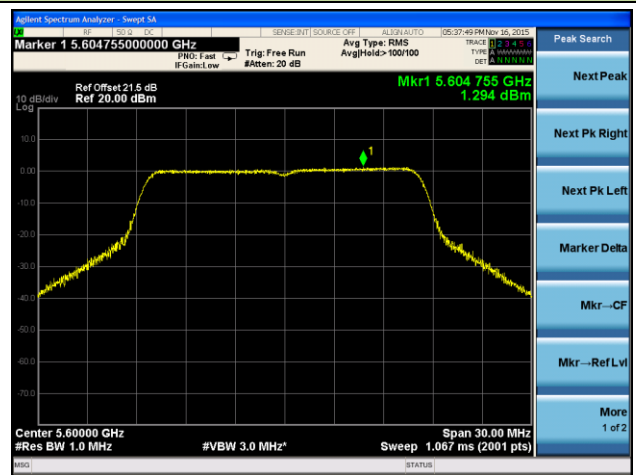 Agilent Spectrum Analyzer - Swept SA
RF 50 Ω DC SENSE:INT SOURCE OFF ALIGN AUTO 05:37:49 PM Nov 16, 2015
Marker 1 5.604755000000 GHz
PNO: Fast
IFGain:Low
Trig: Free Run
#Atten: 20 dB
Avg Type: RMS
Avg|Hold:>100/100
TRACE 1 2 3 4 5 6
TYPE A WWWWW
DET A N N N N N
Peak Search
Mkr1 5.604 755 GHz
1.294 dBm
Ref Offset 21.5 dB
Ref 20.00 dBm
10 dB/div
Log
10.0
0.00
-10.0
-20.0
-30.0
-40.0
-50.0
-60.0
-70.0
1
Next Peak
Next Pk Right
Next Pk Left
Marker Delta
Mkr→CF
Mkr→Ref Lvl
More
1 of 2
Center 5.60000 GHz
Span 30.00 MHz
#Res BW 1.0 MHz
#VBW 3.0 MHz*
Sweep 1.067 ms (2001 pts)
MSG
STATUS